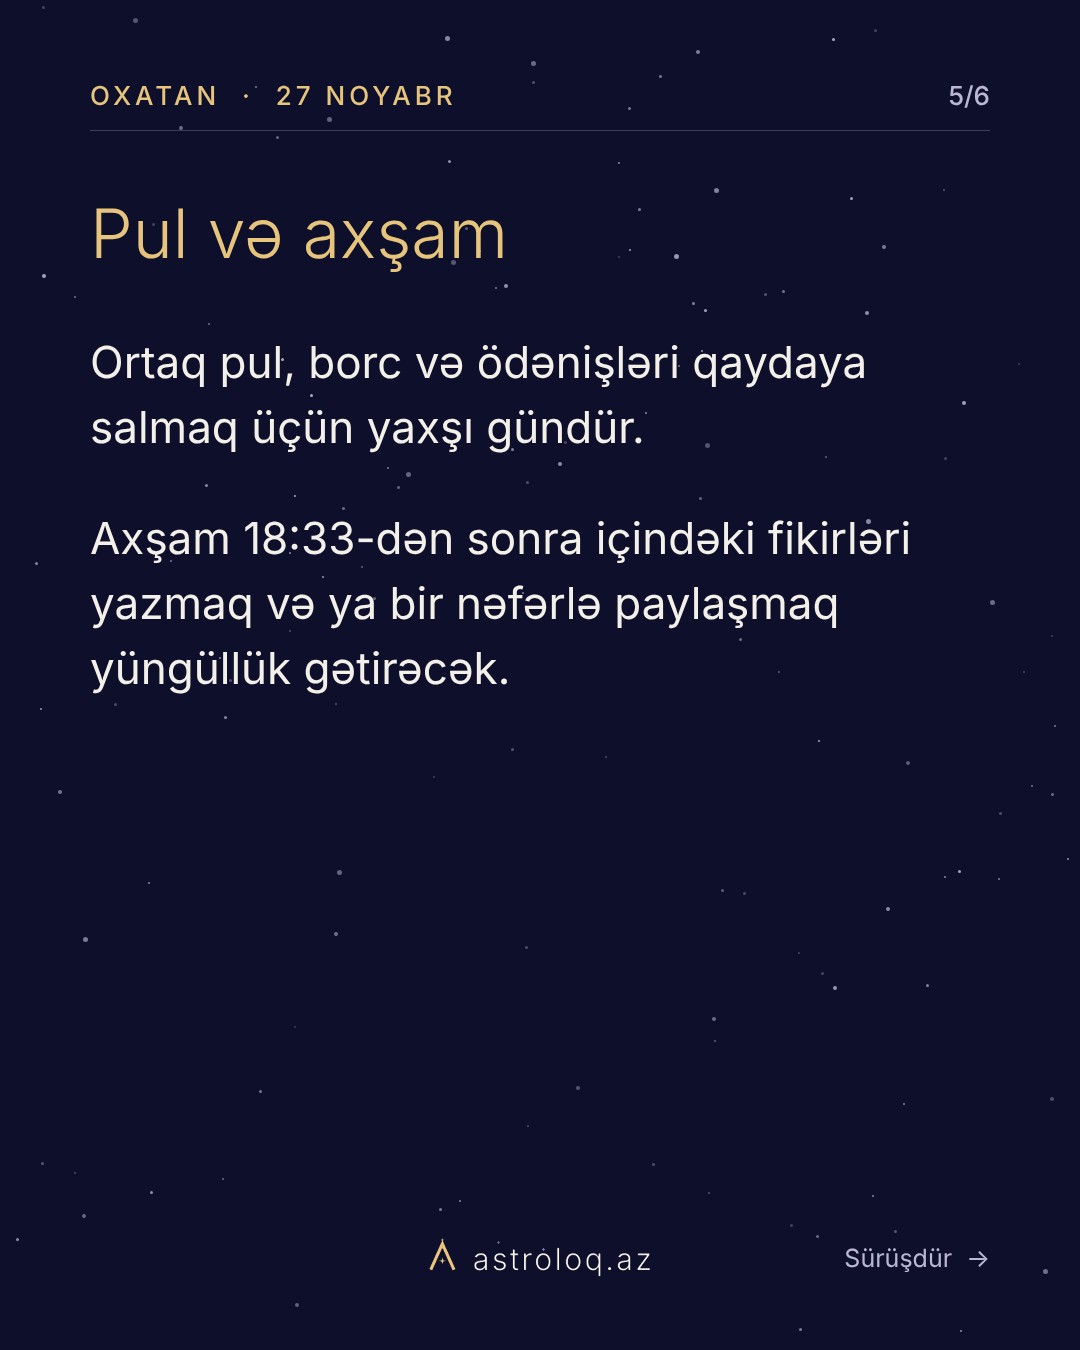 OXATAN · 27 NOYABR 5/6
Pul və axşam
Ortaq pul, borc və ödənişləri qaydaya
salmaq üçün yaxşı gündür.
Axşam 18:33-dən sonra içindəki fikirləri
yazmaq və ya bir nəfərlə paylaşmaq
yüngüllük gətirəcək.
astroloq.az
Sürüşdür →